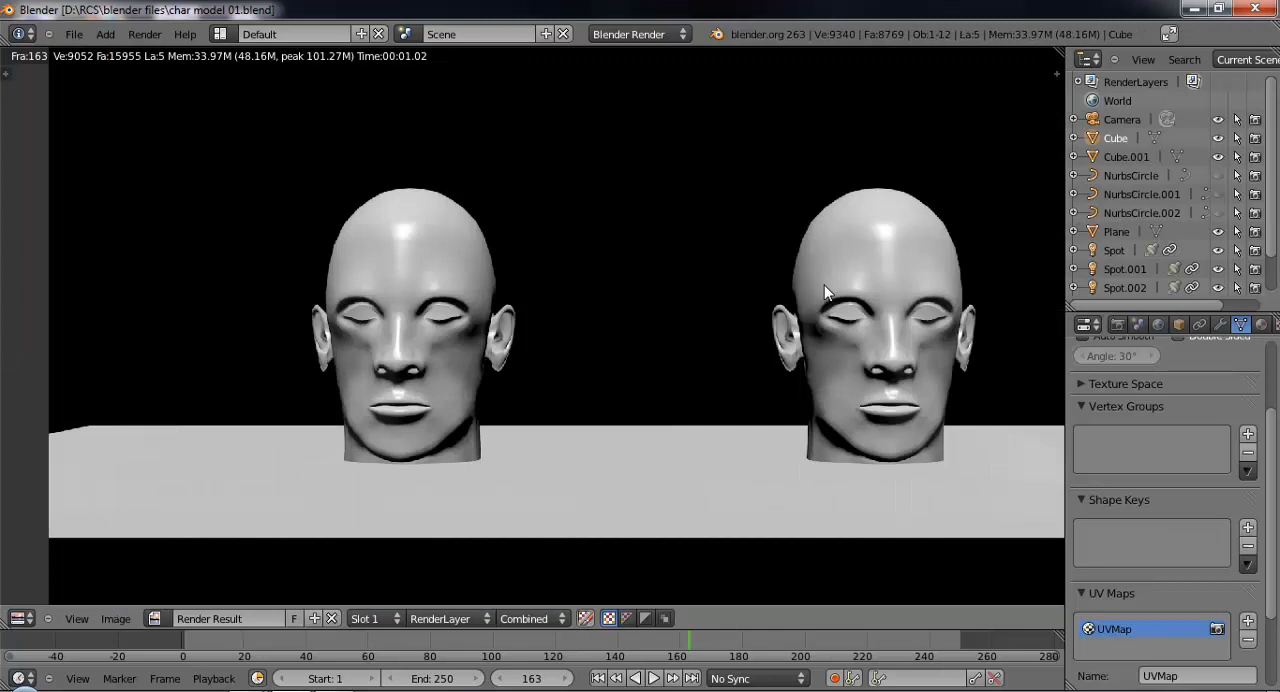 Blender [D:\RCS\blender files\char model 01.blend]
File Add Render Help Default Scene Blender Render blender.org 263 | Ve:9340 | Fa:8769 | Ob:1-12 | La:5 | Mem:33.97M (48.16M) | Cube
Fra:163 Ve:9052 Fa:15955 La:5 Mem:33.97M (48.16M, peak 101.27M) Time:00:01.02
View Search Current Scene
RenderLayers
World
Camera
Cube
Cube.001
NurbsCircle
NurbsCircle.001
NurbsCircle.002
Plane
Spot
Spot.001
Spot.002
Angle: 30°
Texture Space
Vertex Groups
Shape Keys
UV Maps
UVMap
Name: UVMap
View Image Render Result F Slot 1 RenderLayer Combined
-40 -20 0 20 40 60 80 100 120 140 160 180 200 220 240 260 280
View Marker Frame Playback Start: 1 End: 250 163 No Sync